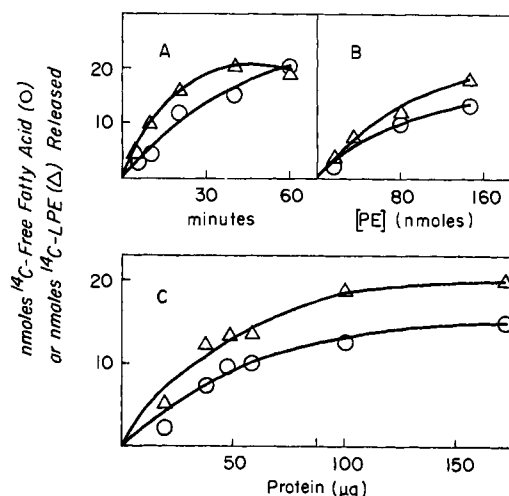 nmoles ¹⁴C-Free Fatty Acid (O)
or nmoles ¹⁴C-LPE (Δ) Released
A
20
10
30
60
minutes
B
80
160
[PE] (nmoles)
C
20
10
50
100
150
Protein (μg)